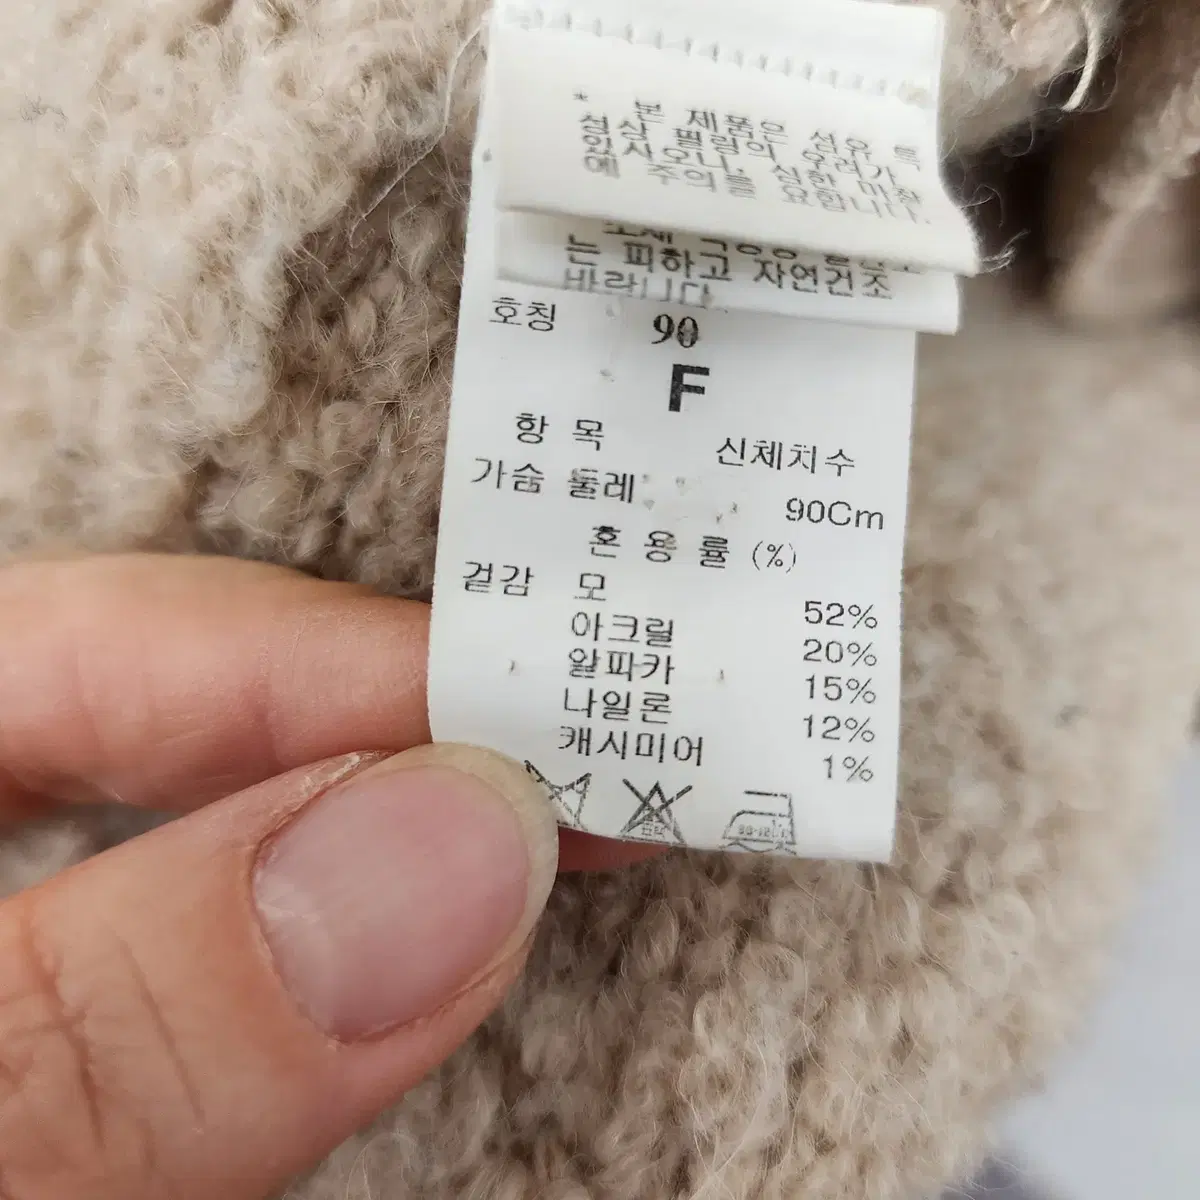 * 본 제품은 섬유 특
성상 필링의 우려가
있사오니, 심한 마찰
에 주의를 요합니다.
는 피하고 자연건조
바랍니다
호칭 90
F
항 목 신체치수
가슴 둘레 90Cm
혼 용 률 (%)
겉감 모 52%
아크릴 20%
알파카 15%
나일론 12%
캐시미어 1%